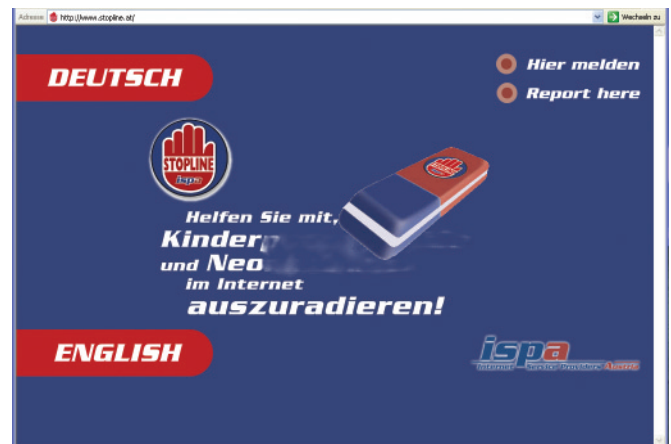 Adresse http://www.stopline.at/ Wechseln zu
DEUTSCH
Hier melden
Report here
STOPLINE
ispa
Helfen Sie mit,
Kinderp
und Neo
im Internet
auszuradieren!
ENGLISH
ispa
Internet Service Providers Austria